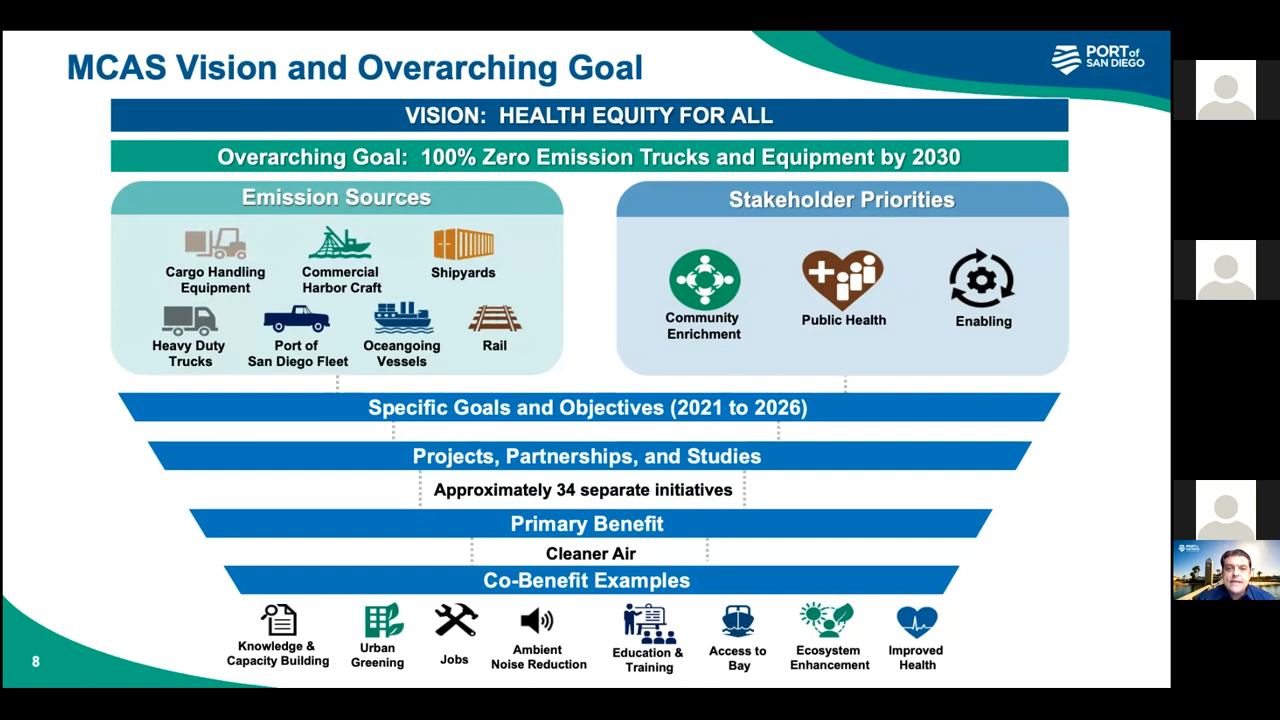 MCAS Vision and Overarching Goal
PORT of
SAN DIEGO
VISION: HEALTH EQUITY FOR ALL
Overarching Goal: 100% Zero Emission Trucks and Equipment by 2030
Emission Sources
Cargo Handling
Equipment
Commercial
Harbor Craft
Shipyards
Heavy Duty
Trucks
Port of
San Diego Fleet
Oceangoing
Vessels
Rail
Stakeholder Priorities
Community
Enrichment
Public Health
Enabling
Specific Goals and Objectives (2021 to 2026)
Projects, Partnerships, and Studies
Approximately 34 separate initiatives
Primary Benefit
Cleaner Air
Co-Benefit Examples
Knowledge &
Capacity Building
Urban
Greening
Jobs
Ambient
Noise Reduction
Education &
Training
Access to
Bay
Ecosystem
Enhancement
Improved
Health
8
PORT of
SAN DIEGO